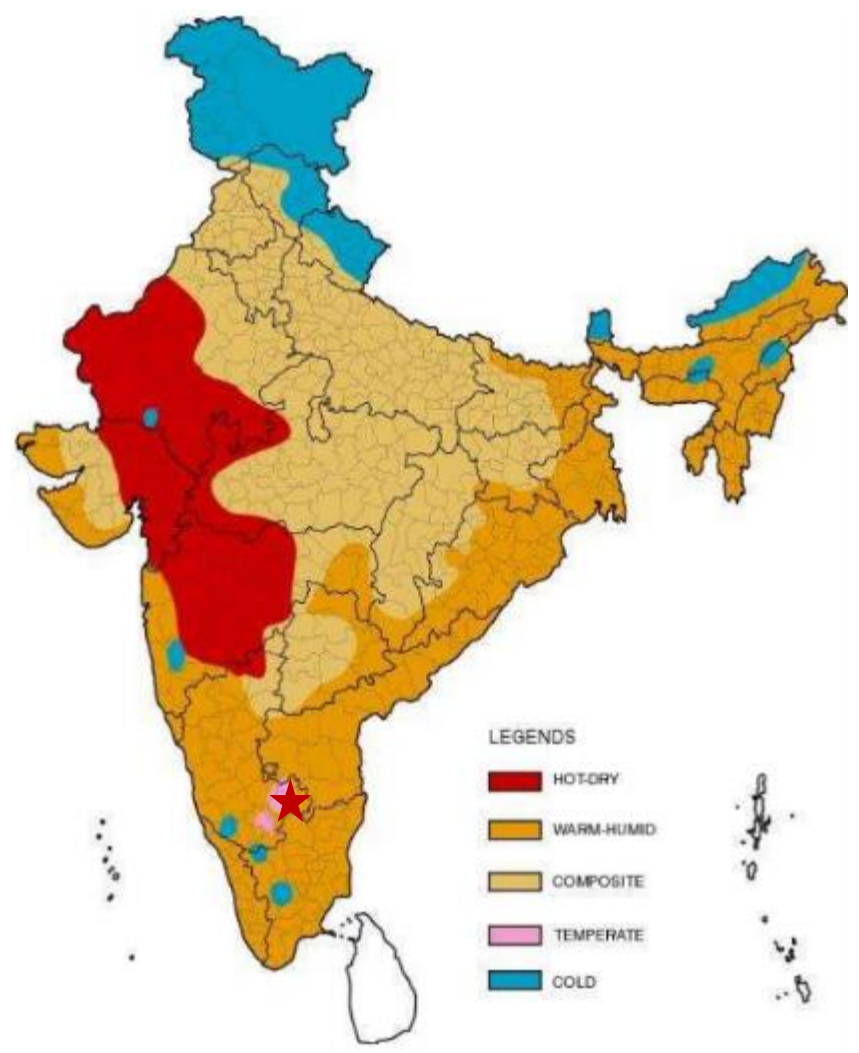 LEGENDS
HOT-DRY
WARM-HUMID
COMPOSITE
TEMPERATE
COLD